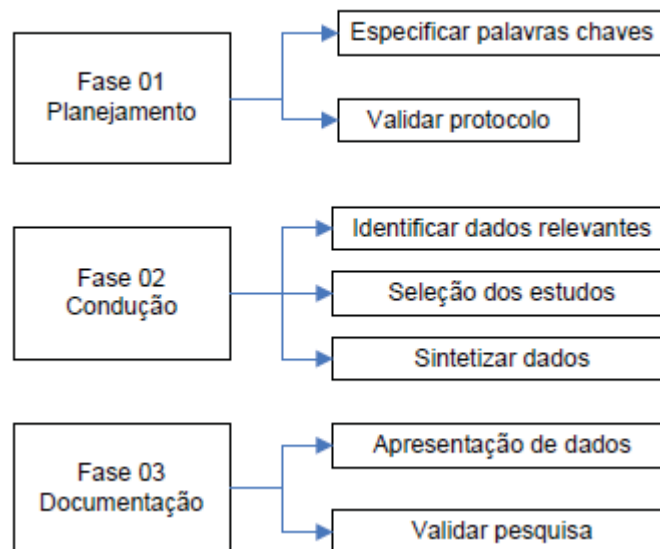 Fase 01
Planejamento
Especificar palavras chaves
Validar protocolo
Fase 02
Condução
Identificar dados relevantes
Seleção dos estudos
Sintetizar dados
Fase 03
Documentação
Apresentação de dados
Validar pesquisa